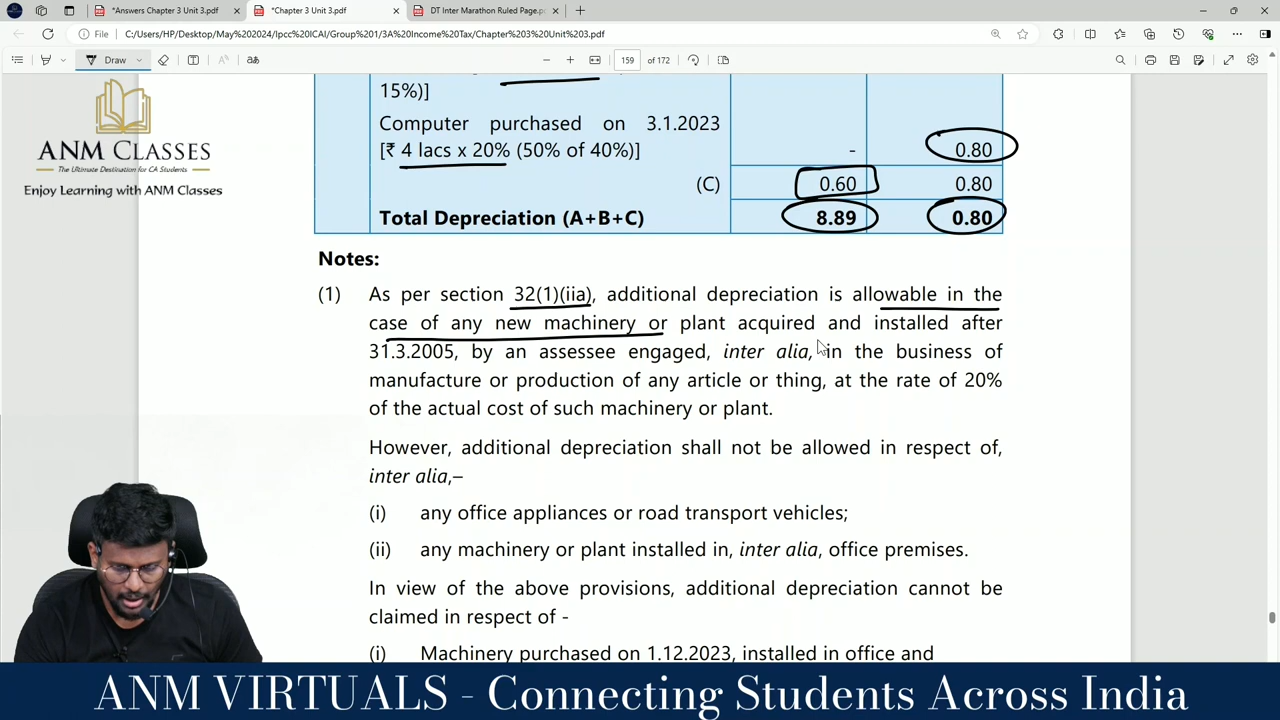 *Answers Chapter 3 Unit 3.pdf
*Chapter 3 Unit 3.pdf
DT Inter Marathon Ruled Page.p
File
C:/Users/HP/Desktop/May%202024/Ipcc%20ICAI/Group%201/3A%20Income%20Tax/Chapter%203%20Unit%203.pdf
Draw
159 of 172
15%)]
Computer purchased on 3.1.2023
[₹ 4 lacs x 20% (50% of 40%)] - 0.80
(C) 0.60 0.80
Total Depreciation (A+B+C) 8.89 0.80
ANM CLASSES
The Ultimate Destination for CA Students
Enjoy Learning with ANM Classes
Notes:
(1) As per section 32(1)(iia), additional depreciation is allowable in the
case of any new machinery or plant acquired and installed after
31.3.2005, by an assessee engaged, inter alia, in the business of
manufacture or production of any article or thing, at the rate of 20%
of the actual cost of such machinery or plant.
However, additional depreciation shall not be allowed in respect of,
inter alia,–
(i) any office appliances or road transport vehicles;
(ii) any machinery or plant installed in, inter alia, office premises.
In view of the above provisions, additional depreciation cannot be
claimed in respect of -
(i) Machinery purchased on 1.12.2023, installed in office and
ANM VIRTUALS - Connecting Students Across India